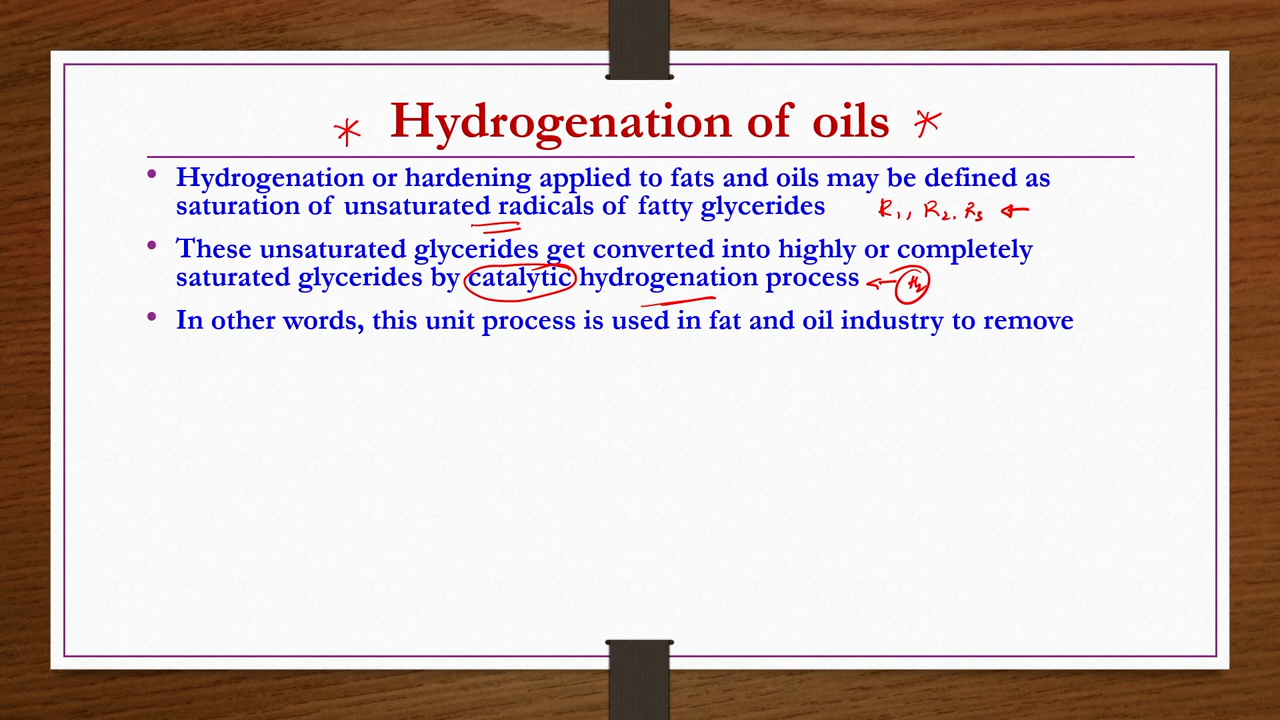 * Hydrogenation of oils *
• Hydrogenation or hardening applied to fats and oils may be defined as
saturation of unsaturated radicals of fatty glycerides R₁, R₂, R₃ ←
• These unsaturated glycerides get converted into highly or completely
saturated glycerides by catalytic hydrogenation process ← H₂
• In other words, this unit process is used in fat and oil industry to remove